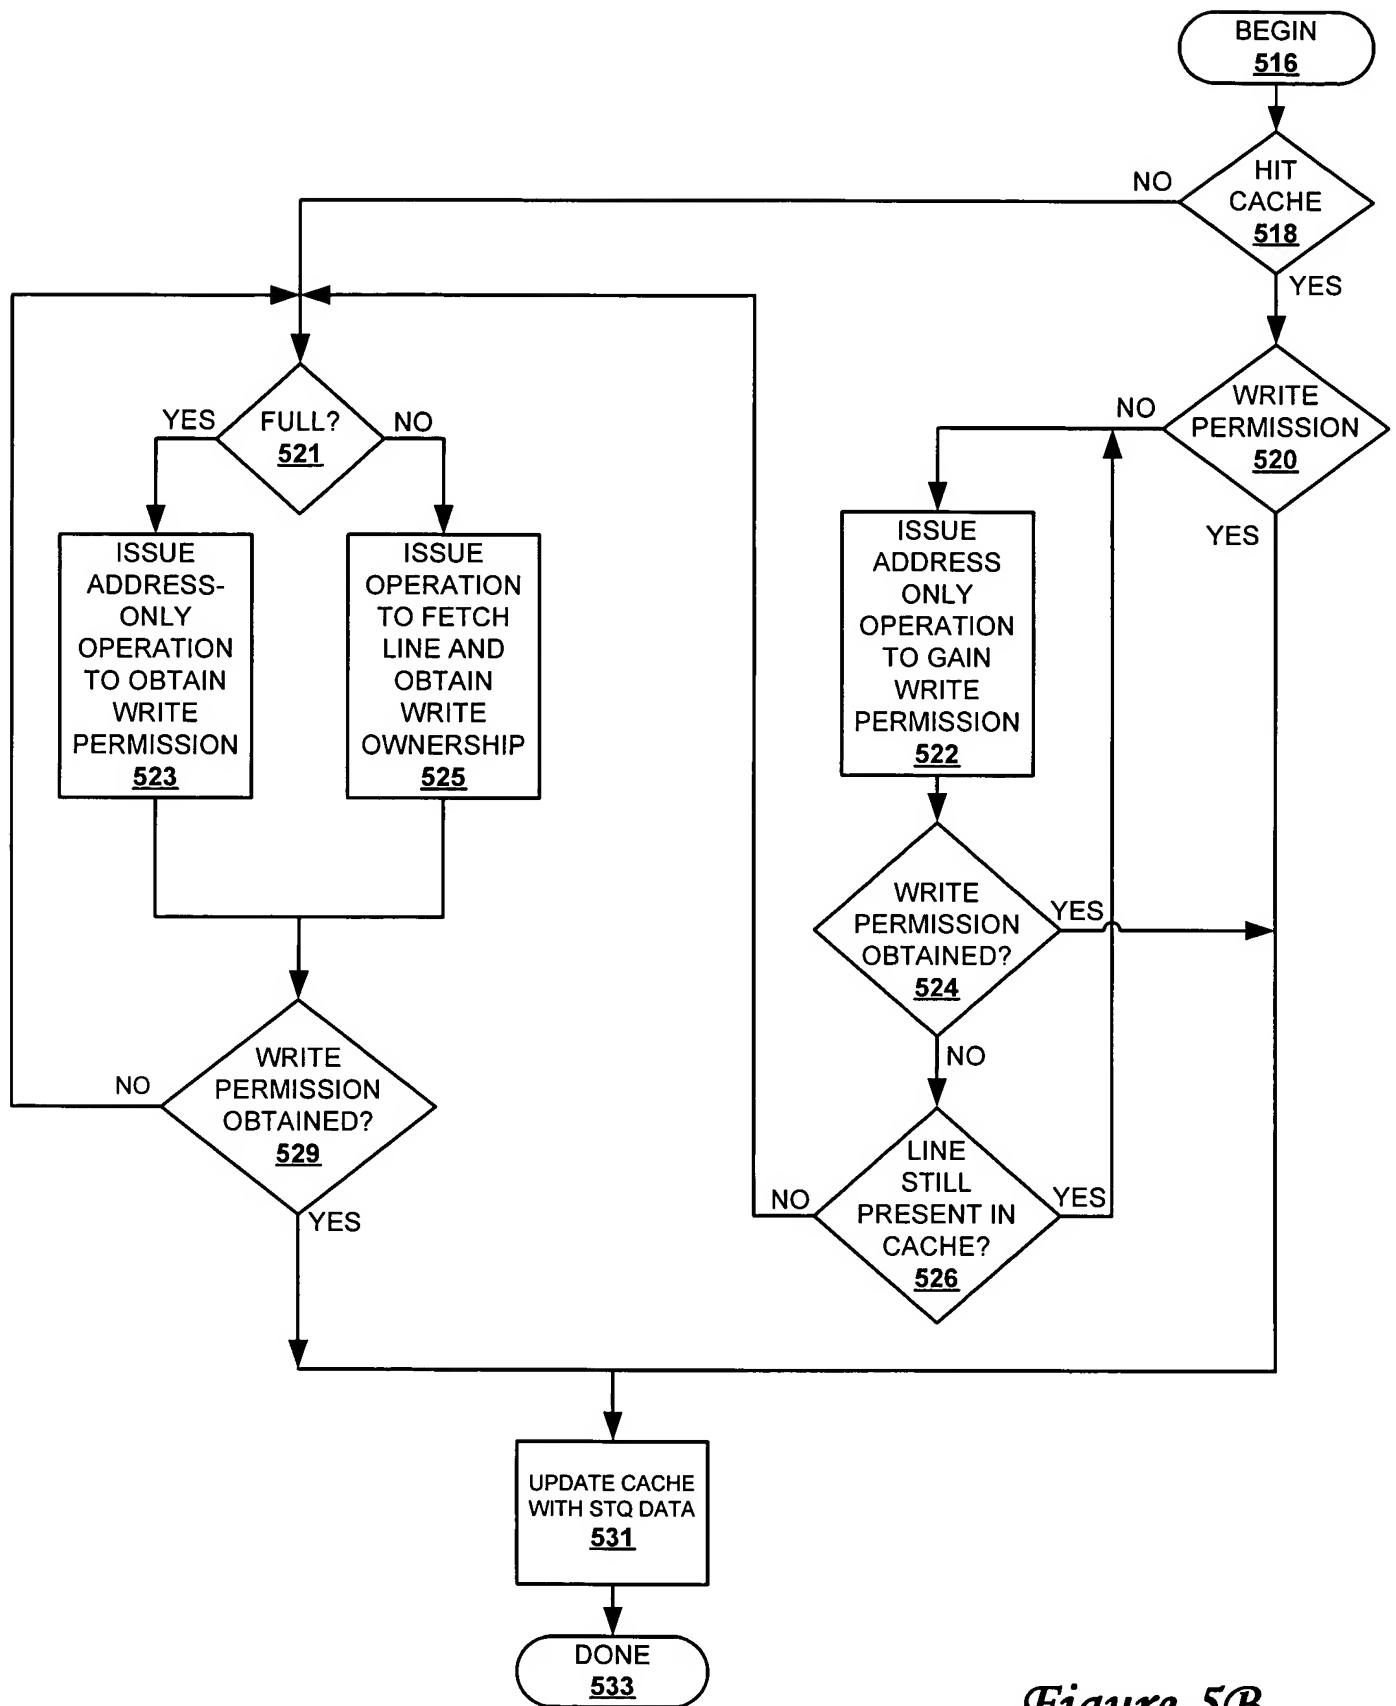 BEGIN
516
HIT
CACHE
518
NO
YES
WRITE
PERMISSION
520
NO
YES
FULL?
521
YES
NO
ISSUE
ADDRESS-
ONLY
OPERATION
TO OBTAIN
WRITE
PERMISSION
523
ISSUE
OPERATION
TO FETCH
LINE AND
OBTAIN
WRITE
OWNERSHIP
525
ISSUE
ADDRESS
ONLY
OPERATION
TO GAIN
WRITE
PERMISSION
522
WRITE
PERMISSION
OBTAINED?
524
YES
NO
WRITE
PERMISSION
OBTAINED?
529
NO
YES
LINE
STILL
PRESENT IN
CACHE?
526
NO
YES
UPDATE CACHE
WITH STQ DATA
531
DONE
533
Figure 5B